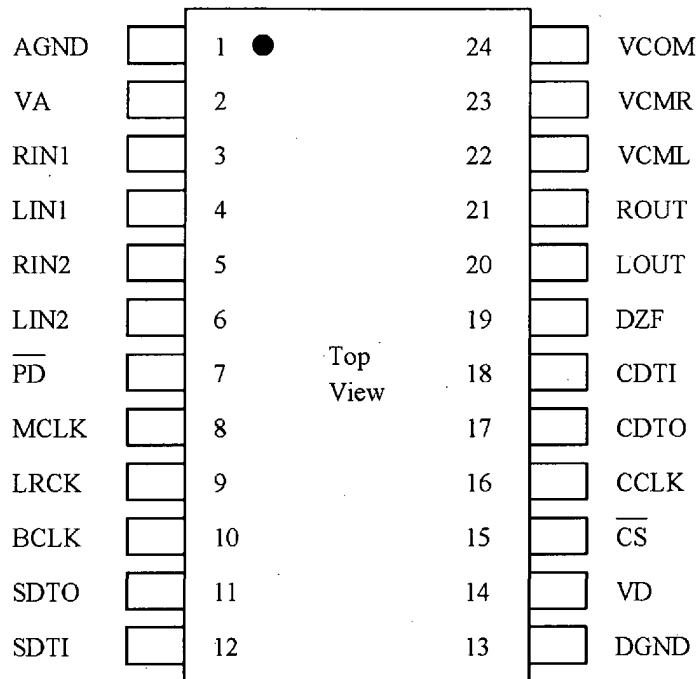 AGND 1 24 VCOM
VA 2 23 VCMR
RIN1 3 22 VCML
LIN1 4 21 ROUT
RIN2 5 20 LOUT
LIN2 6 19 DZF
PD 7 Top View 18 CDTI
MCLK 8 17 CDTO
LRCK 9 16 CCLK
BCLK 10 15 CS
SDTO 11 14 VD
SDTI 12 13 DGND